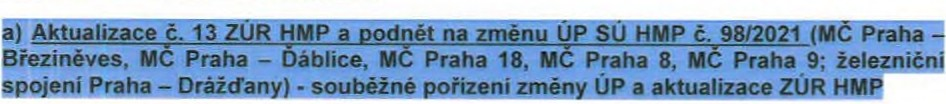 a) Aktualizace č. 13 ZÚR HMP a podnět na změnu ÚP SÚ HMP č. 98/2021 (MČ Praha –
Březiněves, MČ Praha – Ďáblice, MČ Praha 18, MČ Praha 8, MČ Praha 9; železniční
spojení Praha – Drážďany) - souběžné pořízení změny ÚP a aktualizace ZÚR HMP